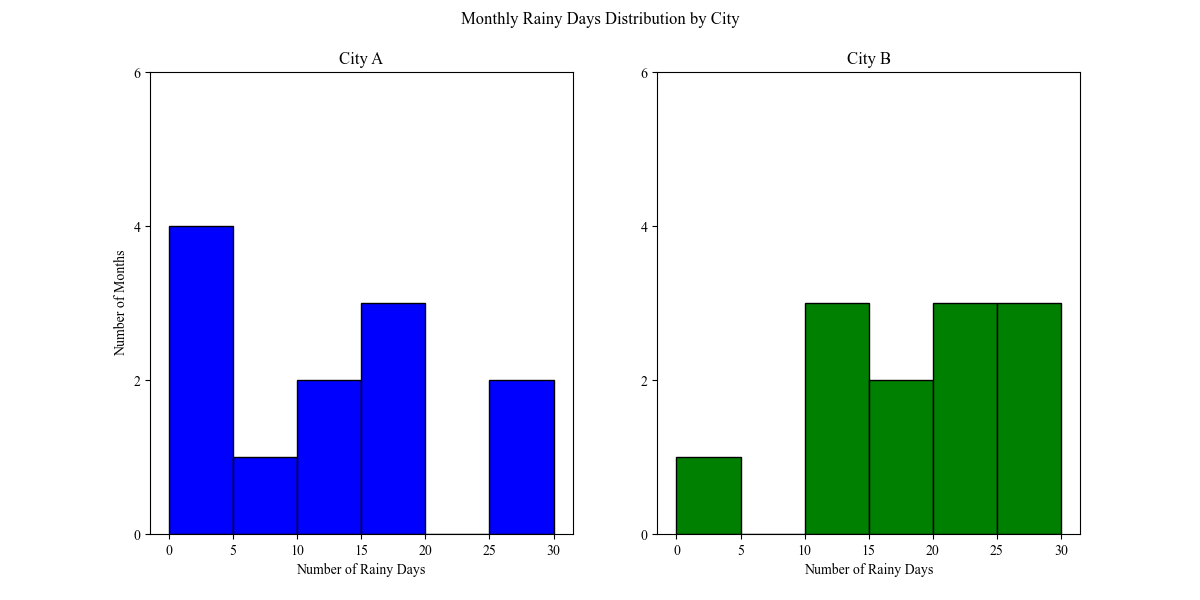 Monthly Rainy Days Distribution by City
City A
6
4
2
0
Number of Months
0 5 10 15 20 25 30
Number of Rainy Days
City B
6
4
2
0
0 5 10 15 20 25 30
Number of Rainy Days